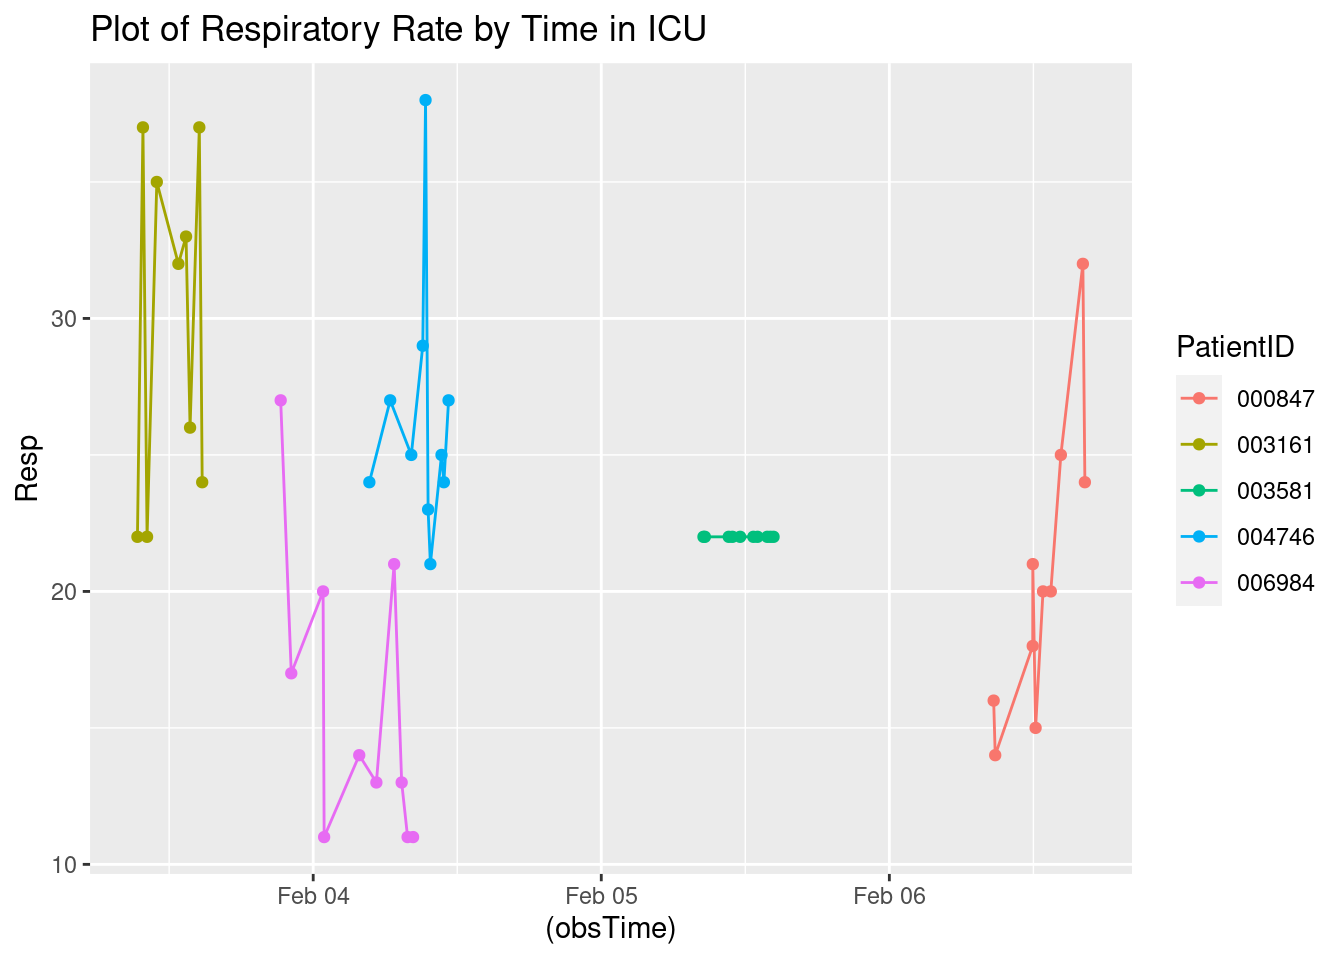 Plot of Respiratory Rate by Time in ICU
Resp
30
20
10
Feb 04
Feb 05
Feb 06
(obsTime)
PatientID
000847
003161
003581
004746
006984